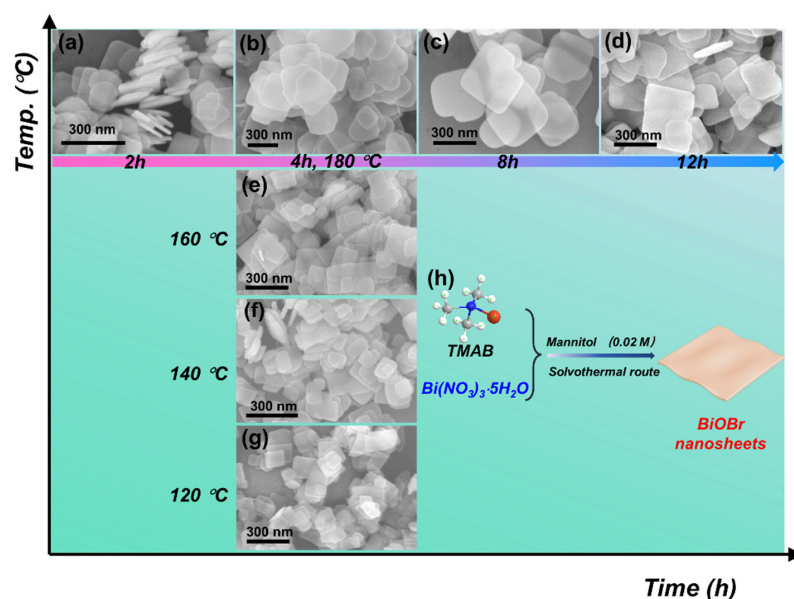 Temp. (°C)
(a)
(b)
(c)
(d)
300 nm
300 nm
300 nm
300 nm
2h
4h, 180 °C
8h
12h
(e)
160 °C
300 nm
(f)
140 °C
300 nm
(g)
120 °C
300 nm
(h)
TMAB
Bi(NO₃)₃·5H₂O
Mannitol (0.02 M)
Solvothermal route
BiOBr
nanosheets
Time (h)